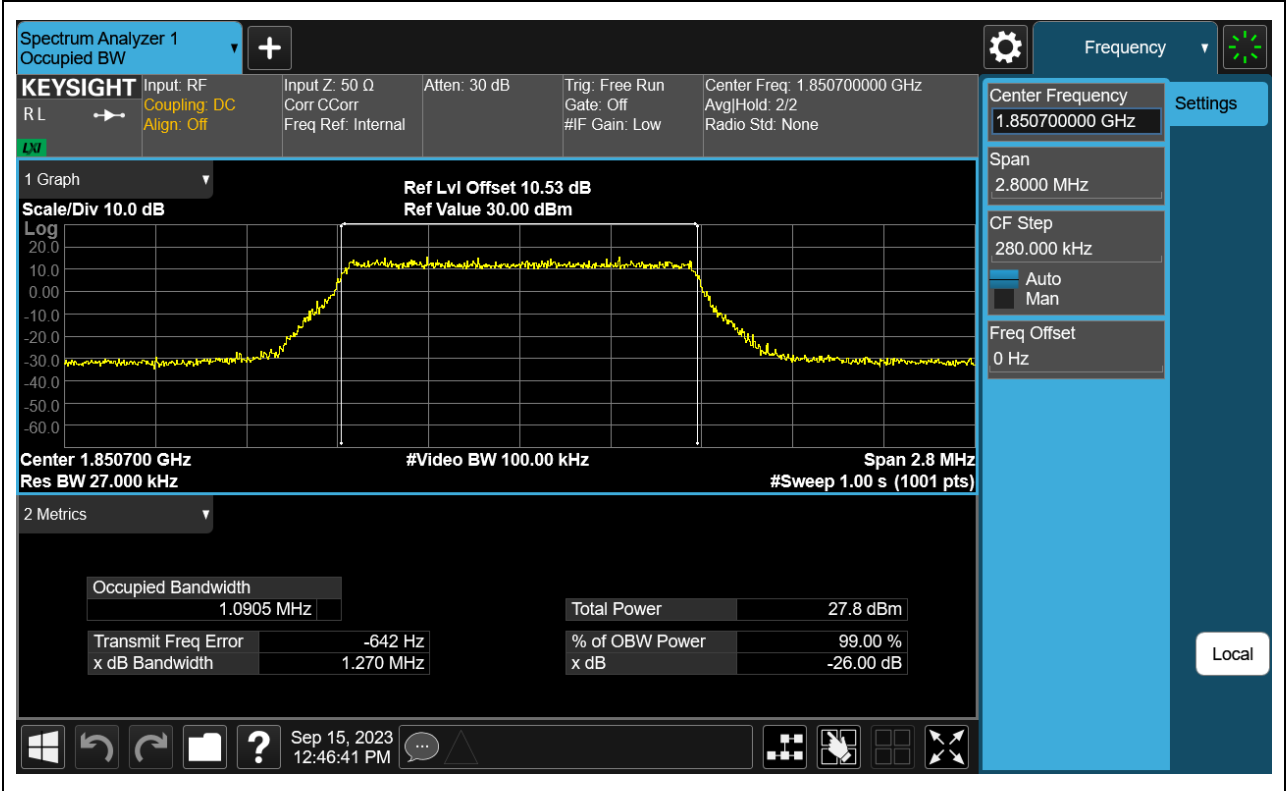 Spectrum Analyzer 1
Occupied BW
▼
+
Frequency
▼
KEYSIGHT
R L
LXI
Input: RF
Coupling: DC
Align: Off
Input Z: 50 Ω
Corr CCorr
Freq Ref: Internal
Atten: 30 dB
Trig: Free Run
Gate: Off
#IF Gain: Low
Center Freq: 1.850700000 GHz
Avg|Hold: 2/2
Radio Std: None
Center Frequency
1.850700000 GHz
Settings
Span
2.8000 MHz
CF Step
280.000 kHz
Auto
Man
Freq Offset
0 Hz
Local
1 Graph
▼
Scale/Div 10.0 dB
Ref Lvl Offset 10.53 dB
Ref Value 30.00 dBm
Log
20.0
10.0
0.00
-10.0
-20.0
-30.0
-40.0
-50.0
-60.0
Center 1.850700 GHz
#Video BW 100.00 kHz
Span 2.8 MHz
Res BW 27.000 kHz
#Sweep 1.00 s (1001 pts)
2 Metrics
▼
Occupied Bandwidth
1.0905 MHz
Total Power 27.8 dBm
Transmit Freq Error -642 Hz
% of OBW Power 99.00 %
x dB Bandwidth 1.270 MHz
x dB -26.00 dB
?
Sep 15, 2023
12:46:41 PM